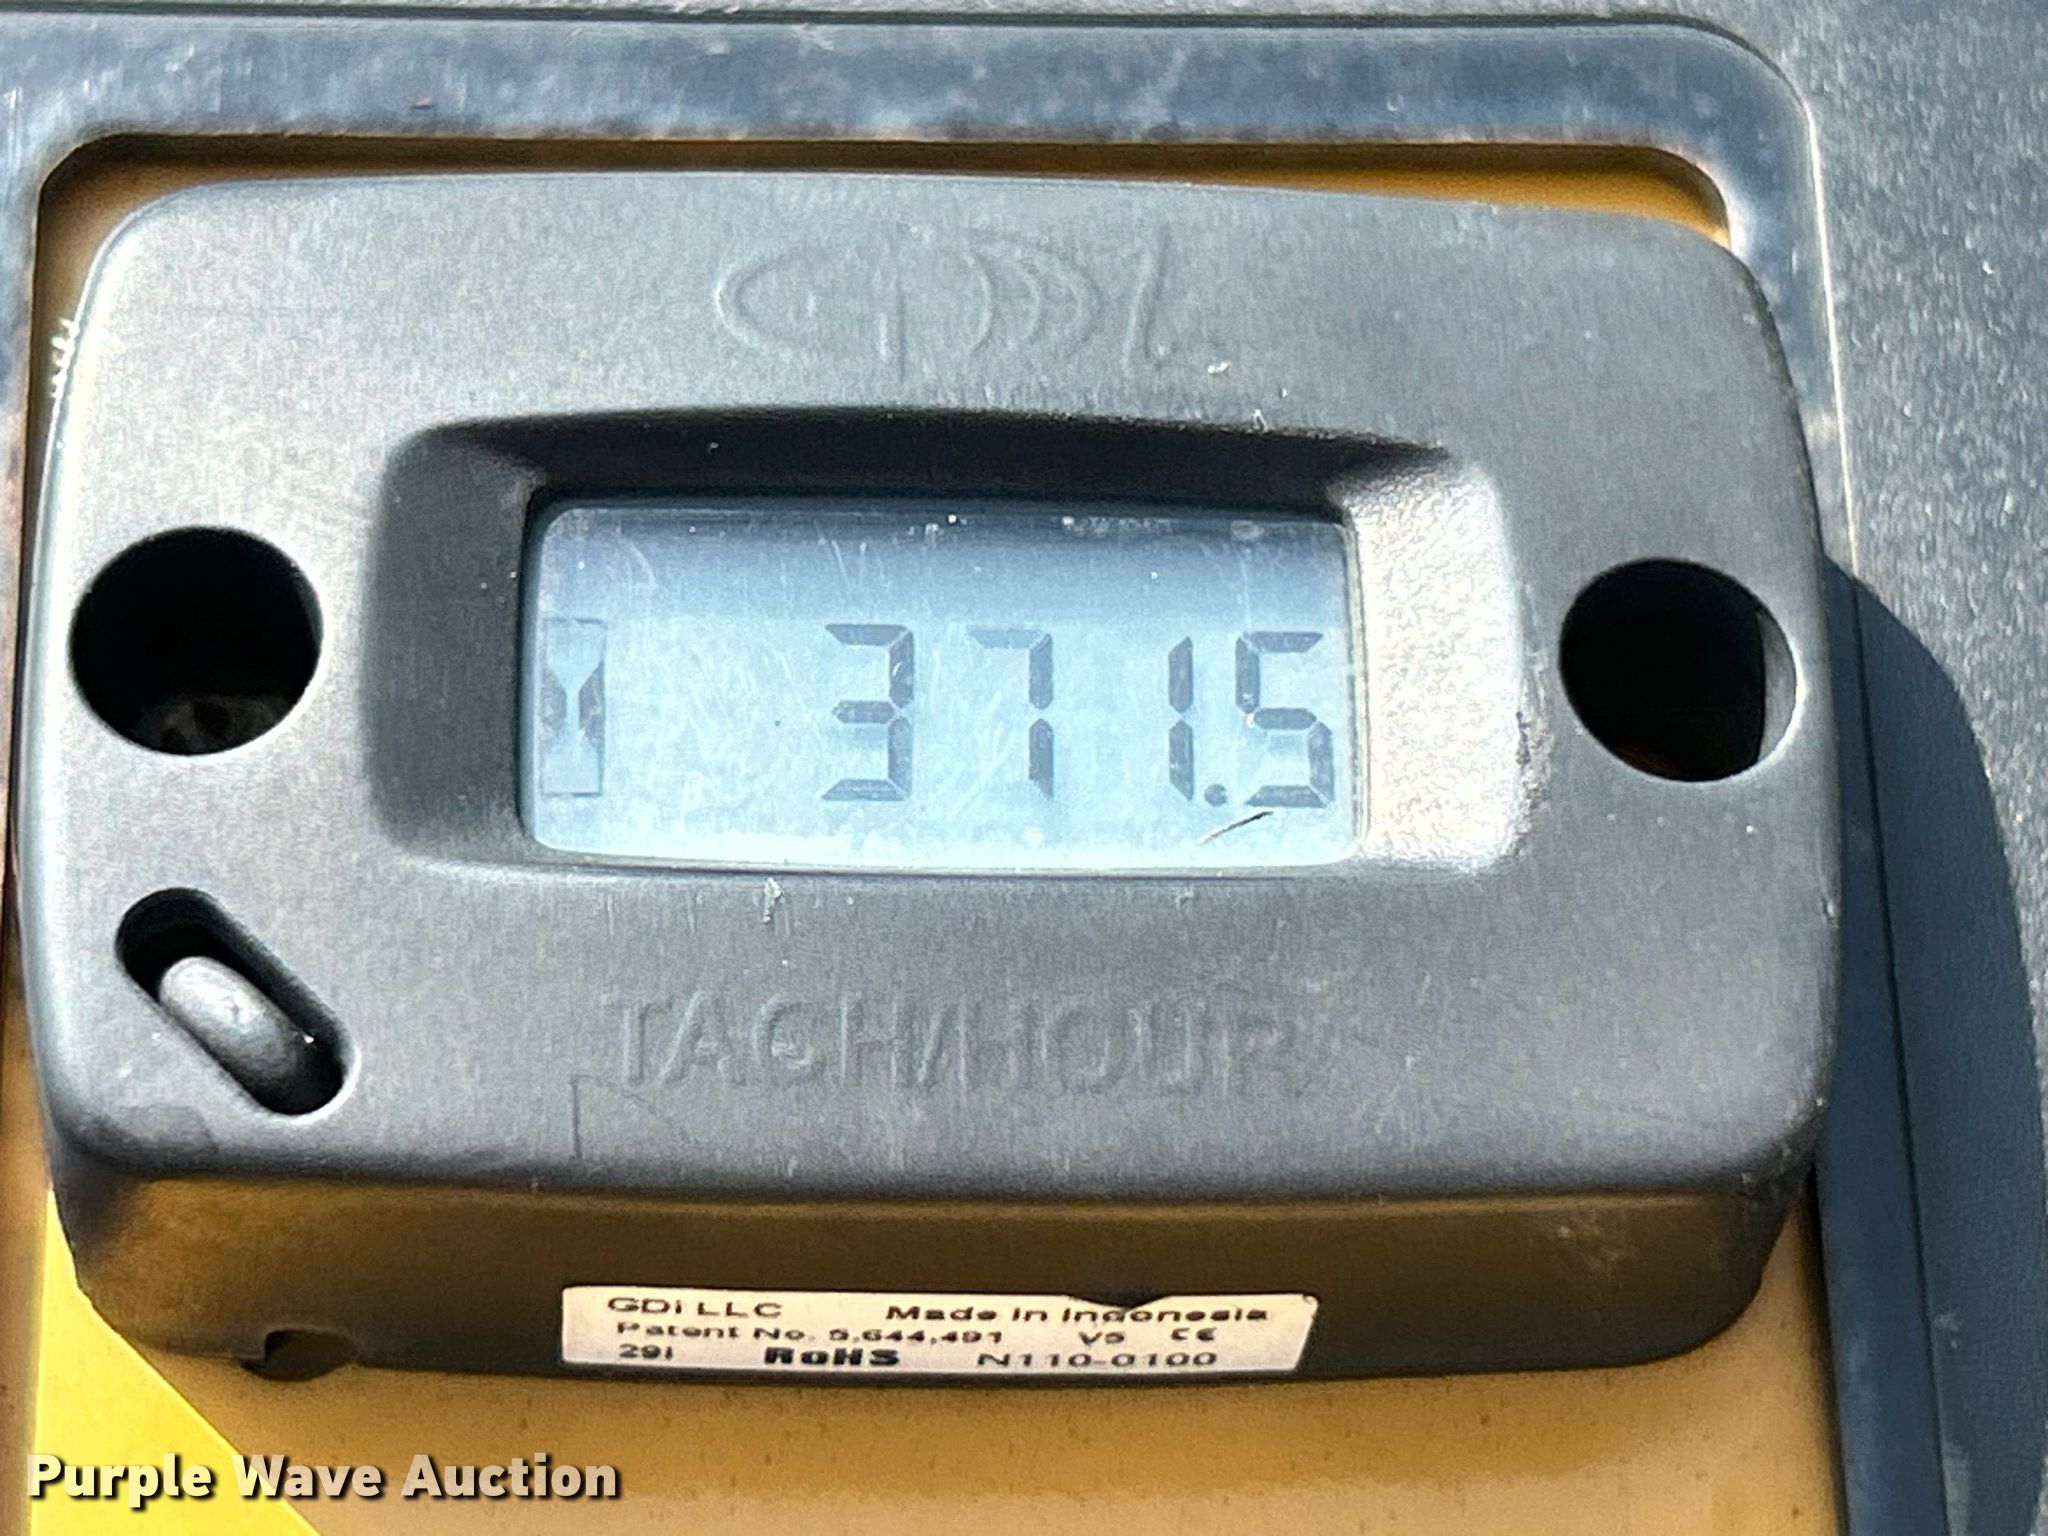 GDI
371.5
TACH/HOUR
GDI LLC Made in Indonesia
Patent No. 5,644,491 V5 CE
291 RoHS N110-0100
Purple Wave Auction